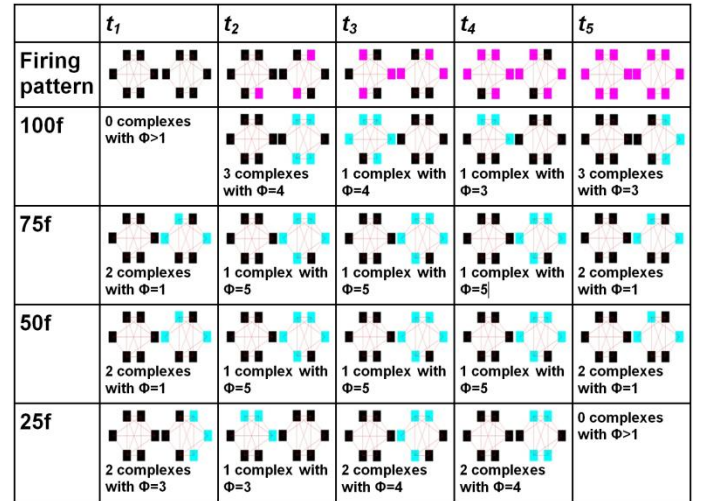 t1 t2 t3 t4 t5
Firing
pattern
100f
0 complexes
with Φ>1
3 complexes
with Φ=4
1 complex with
Φ=4
1 complex with
Φ=3
3 complexes
with Φ=3
75f
2 complexes
with Φ=1
1 complex with
Φ=5
1 complex with
Φ=5
1 complex with
Φ=5
2 complexes
with Φ=1
50f
2 complexes
with Φ=1
1 complex with
Φ=5
1 complex with
Φ=5
1 complex with
Φ=5
2 complexes
with Φ=1
25f
2 complexes
with Φ=3
1 complex with
Φ=3
2 complexes
with Φ=4
2 complexes
with Φ=4
0 complexes
with Φ>1